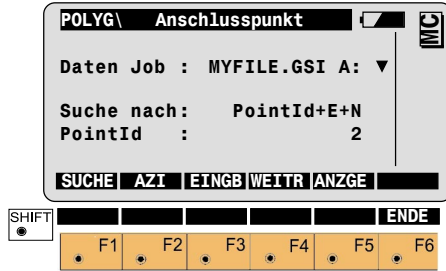 POLYG\ Anschlusspunkt MC
Daten Job : MYFILE.GSI A: ▼
Suche nach: PointId+E+N
PointId : 2
SUCHE AZI EINGB WEITR ANZGE
SHIFT ENDE
F1 F2 F3 F4 F5 F6